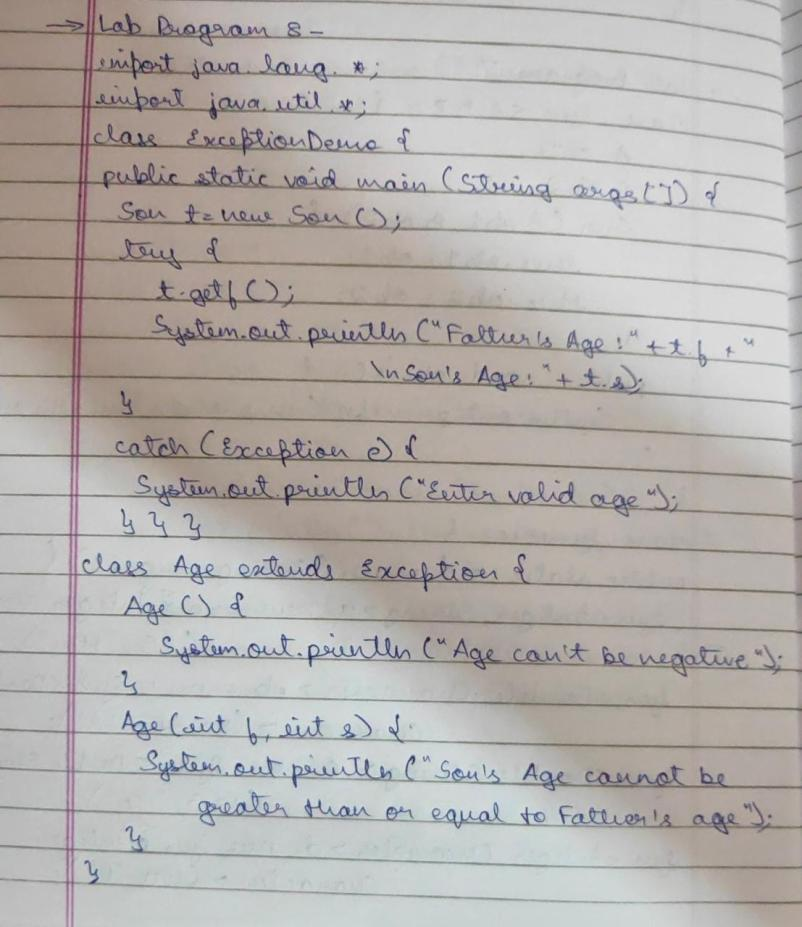 → Lab Program 8 -
import java.lang.*;
import java.util.*;
class ExceptionDemo {
public static void main (String args[]) {
Son t = new Son ();
try {
t.getf ();
System.out.println ("Father's Age :" + t.f + "
\n Son's Age: " + t.s);
}
catch (Exception e) {
System.out.println ("Enter valid age");
} } }
class Age extends Exception {
Age () {
System.out.println ("Age can't be negative");
}
Age (int f, int s) {
System.out.println ("Son's Age cannot be
greater than or equal to Father's age");
}
}